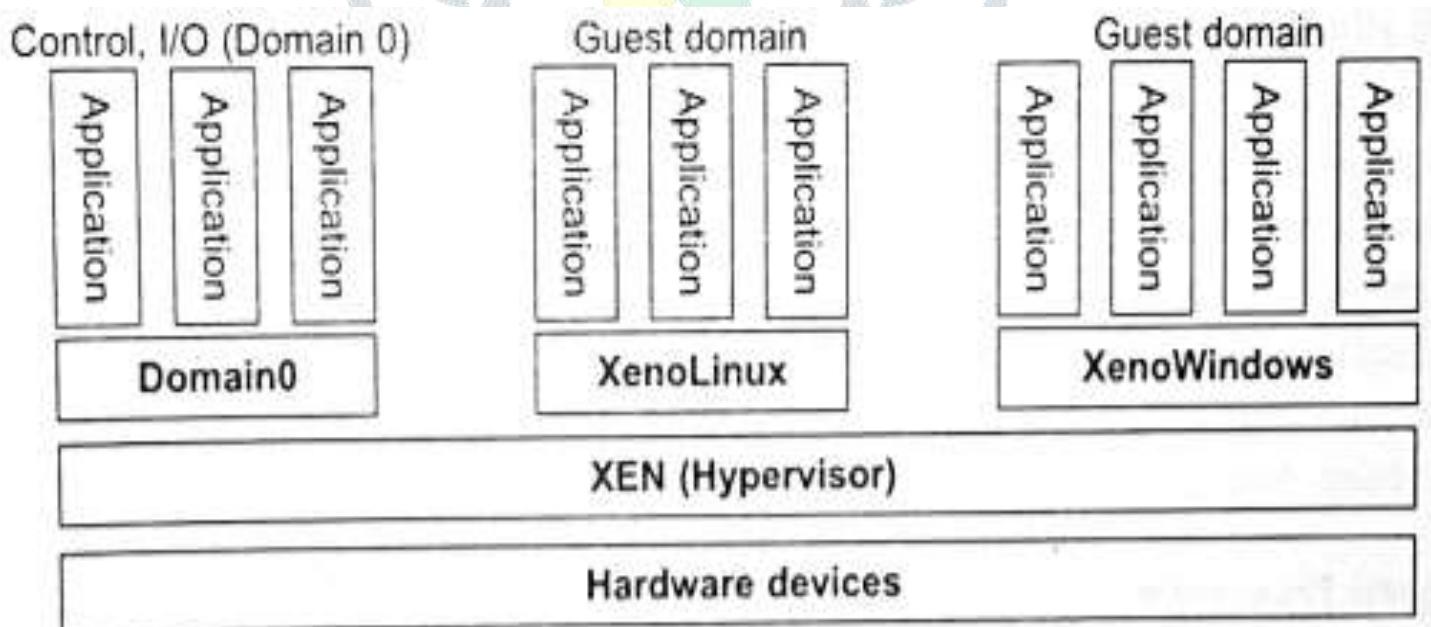 Control, I/O (Domain 0)
Guest domain
Guest domain
Application
Application
Application
Application
Application
Application
Application
Application
Application
Application
Domain0
XenoLinux
XenoWindows
XEN (Hypervisor)
Hardware devices